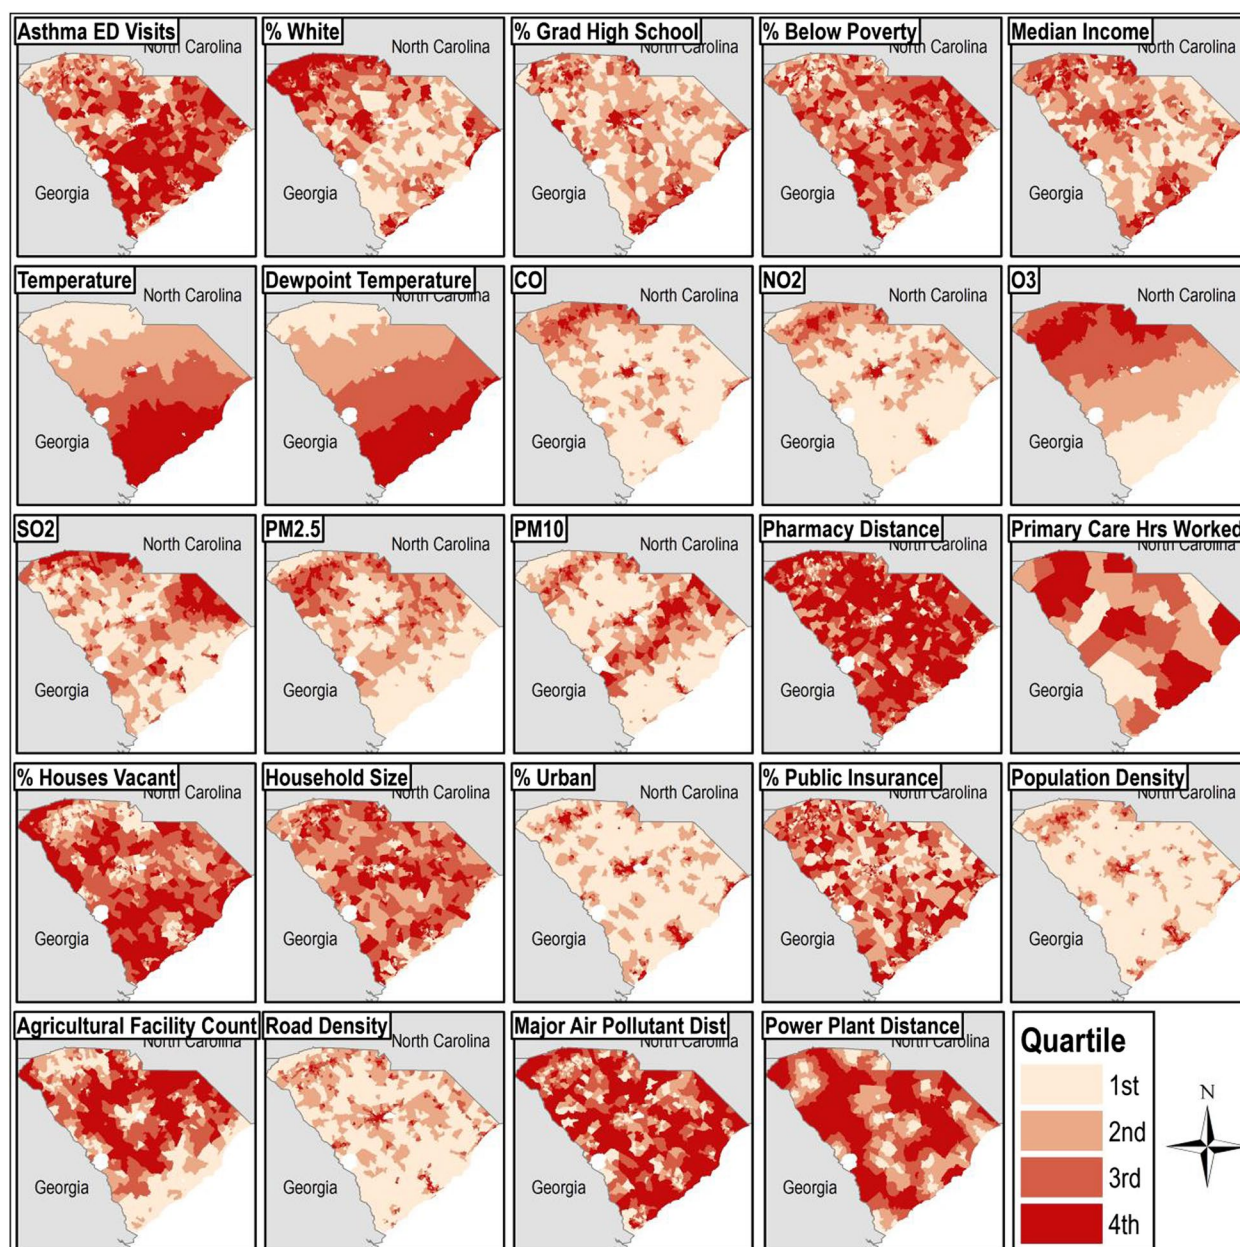 Asthma ED Visits
North Carolina
Georgia
% White
North Carolina
Georgia
% Grad High School
North Carolina
Georgia
% Below Poverty
North Carolina
Georgia
Median Income
North Carolina
Georgia
Temperature
North Carolina
Georgia
Dewpoint Temperature
North Carolina
Georgia
CO
North Carolina
Georgia
NO2
North Carolina
Georgia
O3
North Carolina
Georgia
SO2
North Carolina
Georgia
PM2.5
North Carolina
Georgia
PM10
North Carolina
Georgia
Pharmacy Distance
North Carolina
Georgia
Primary Care Hrs Worked
North Carolina
Georgia
% Houses Vacant
North Carolina
Georgia
Household Size
North Carolina
Georgia
% Urban
North Carolina
Georgia
% Public Insurance
North Carolina
Georgia
Population Density
North Carolina
Georgia
Agricultural Facility Count
North Carolina
Georgia
Road Density
North Carolina
Georgia
Major Air Pollutant Dist
North Carolina
Georgia
Power Plant Distance
North Carolina
Georgia
Quartile
1st
2nd
3rd
4th
N